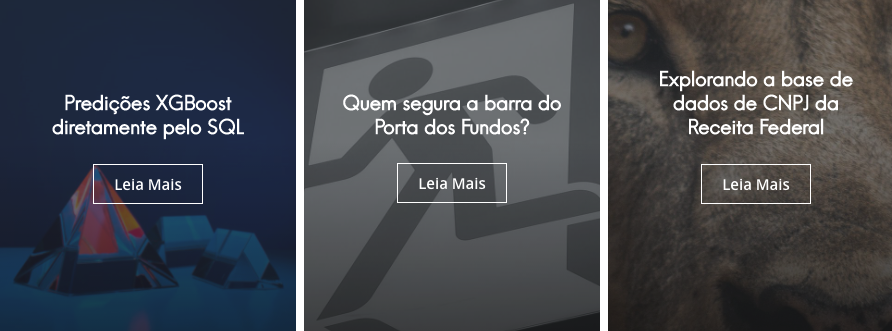 Predições XGBoost
diretamente pelo SQL
Leia Mais
Quem segura a barra do
Porta dos Fundos?
Leia Mais
Explorando a base de
dados de CNPJ da
Receita Federal
Leia Mais